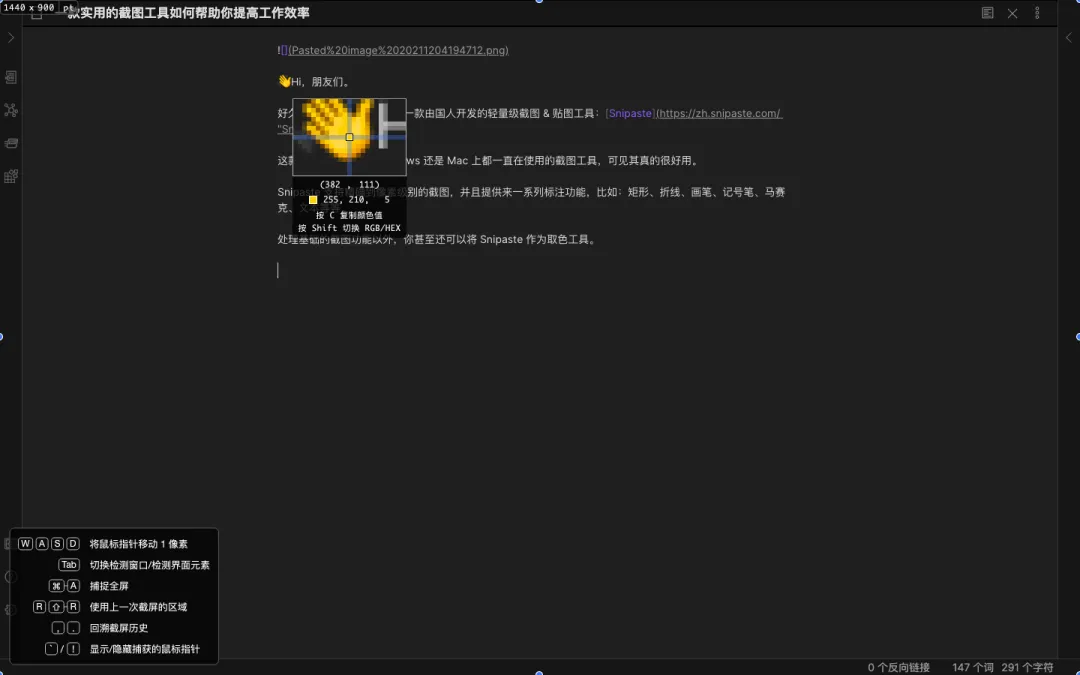 1440 x 900 pt
款实用的截图工具如何帮助你提高工作效率
![](Pasted%20image%2020211204194712.png)
👋Hi，朋友们。
好 一款由国人开发的轻量级截图 & 贴图工具：[Snipaste](https://zh.snipaste.com/
"Sn
这 ws 还是 Mac 上都一直在使用的截图工具，可见其真的很好用。
(382 , 111)
Snipaste 级别的截图，并且提供来一系列标注功能，比如：矩形、折线、画笔、记号笔、马赛
255, 210, 5
克、
按 C 复制颜色值
按 Shift 切换 RGB/HEX
处理基础的截图功能以外，你甚至还可以将 Snipaste 作为取色工具。
W A S D 将鼠标指针移动 1 像素
Tab 切换检测窗口/检测界面元素
⌘ A 捕捉全屏
R ⇧ R 使用上一次截屏的区域
, . 回溯截屏历史
` / ! 显示/隐藏捕获的鼠标指针
0 个反向链接 147 个词 291 个字符